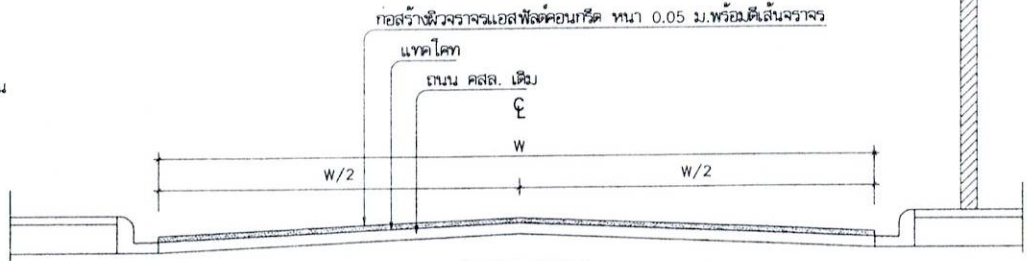 ก่อสร้างผิวจราจรแอสฟัลต์คอนกรีต หนา 0.05 ม.พร้อมตีเส้นจราจร
แทคโคท
ถนน คสล. เดิม
น
℄
W
W/2
W/2